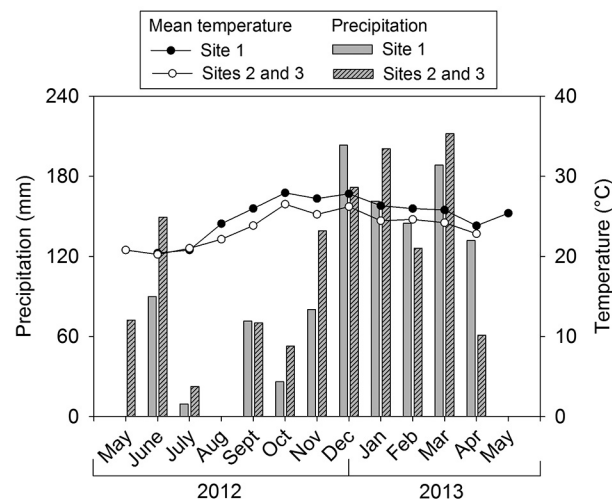 Mean temperature Precipitation
Site 1 Site 1
Sites 2 and 3 Sites 2 and 3
240 40
180 30
120 20
60 10
0 0
Precipitation (mm)
Temperature (°C)
May June July Aug Sept Oct Nov Dec Jan Feb Mar Apr May
2012 2013